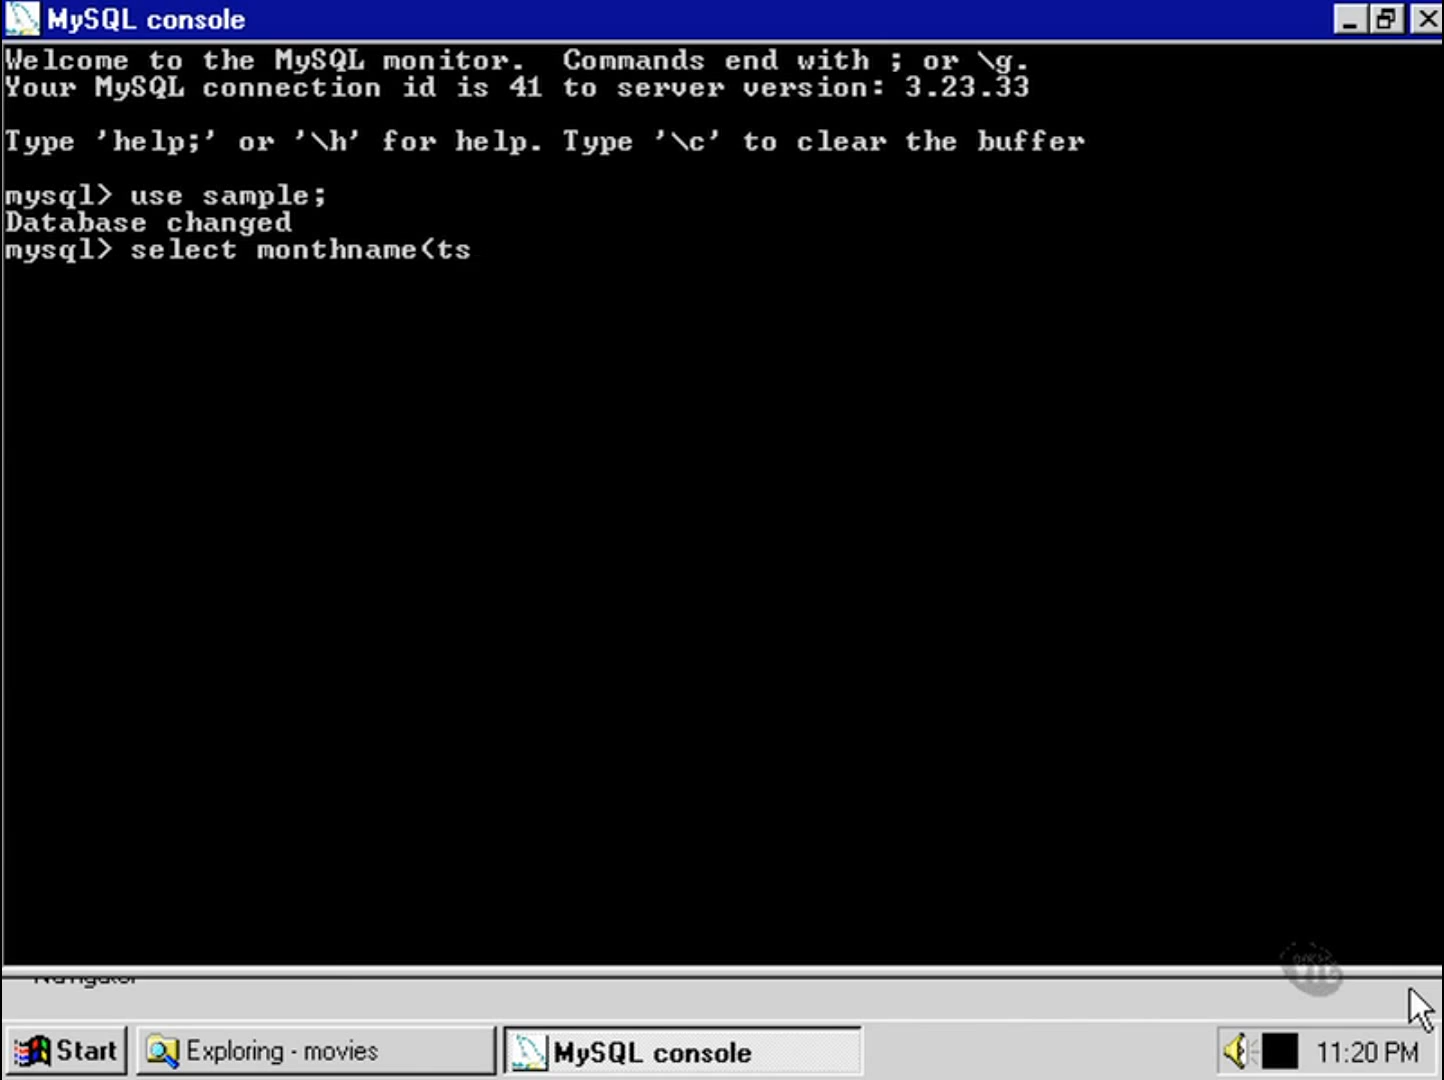 MySQL console
Welcome to the MySQL monitor.  Commands end with ; or \g.
Your MySQL connection id is 41 to server version: 3.23.33
Type 'help;' or '\h' for help. Type '\c' to clear the buffer
mysql> use sample;
Database changed
mysql> select monthname(ts
Navigator
Start
Exploring - movies
MySQL console
11:20 PM